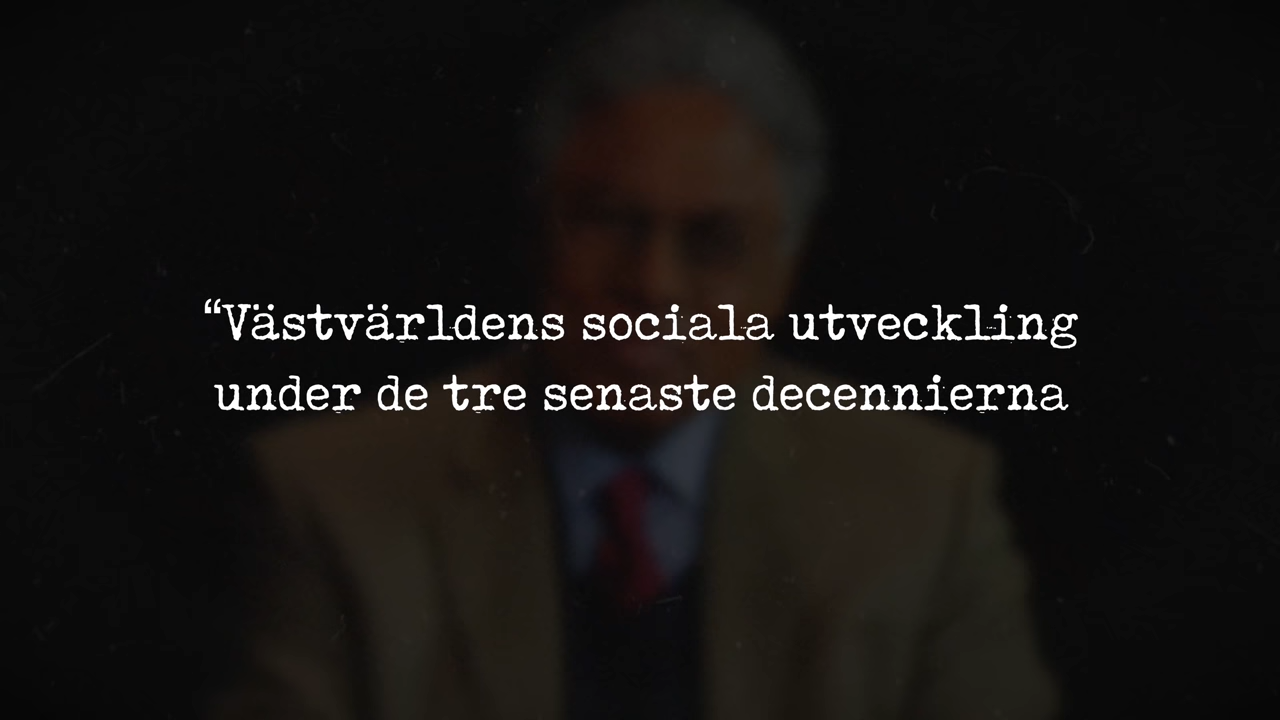 “Västvärldens sociala utveckling
under de tre senaste decennierna